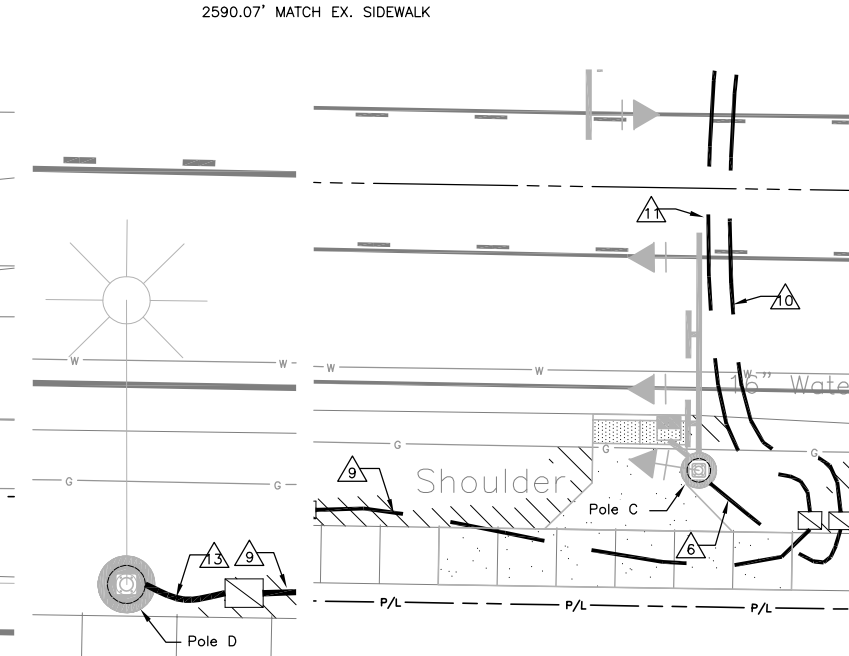 2590.07' MATCH EX. SIDEWALK
11
10
W
W
W
W
W
16" Wate
G
G
G
9
Shoulder
G
G
Pole C
6
13
9
P/L
P/L
P/L
Pole D